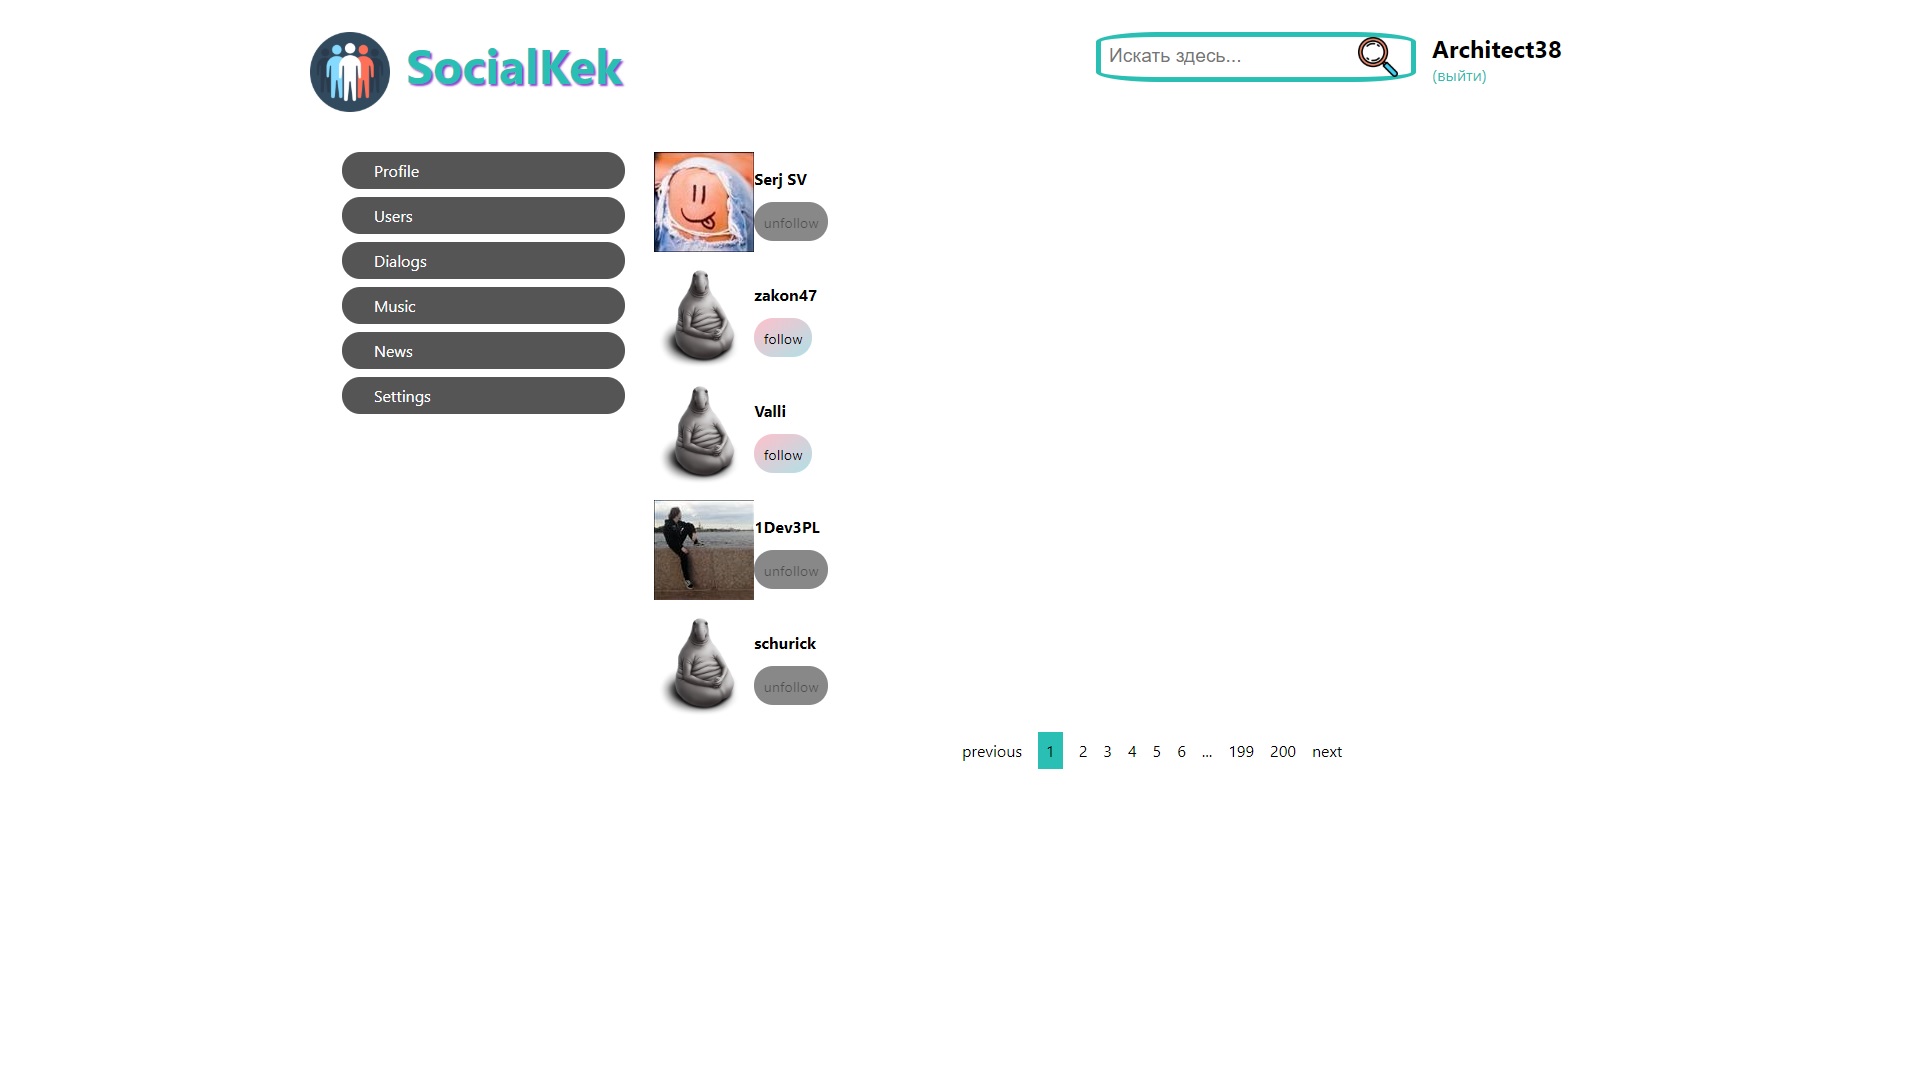 SocialKek
Искать здесь...
Architect38
(выйти)
Profile
Users
Dialogs
Music
News
Settings
Serj SV
unfollow
zakon47
follow
Valli
follow
1Dev3PL
unfollow
schurick
unfollow
previous 1 2 3 4 5 6 ... 199 200 next